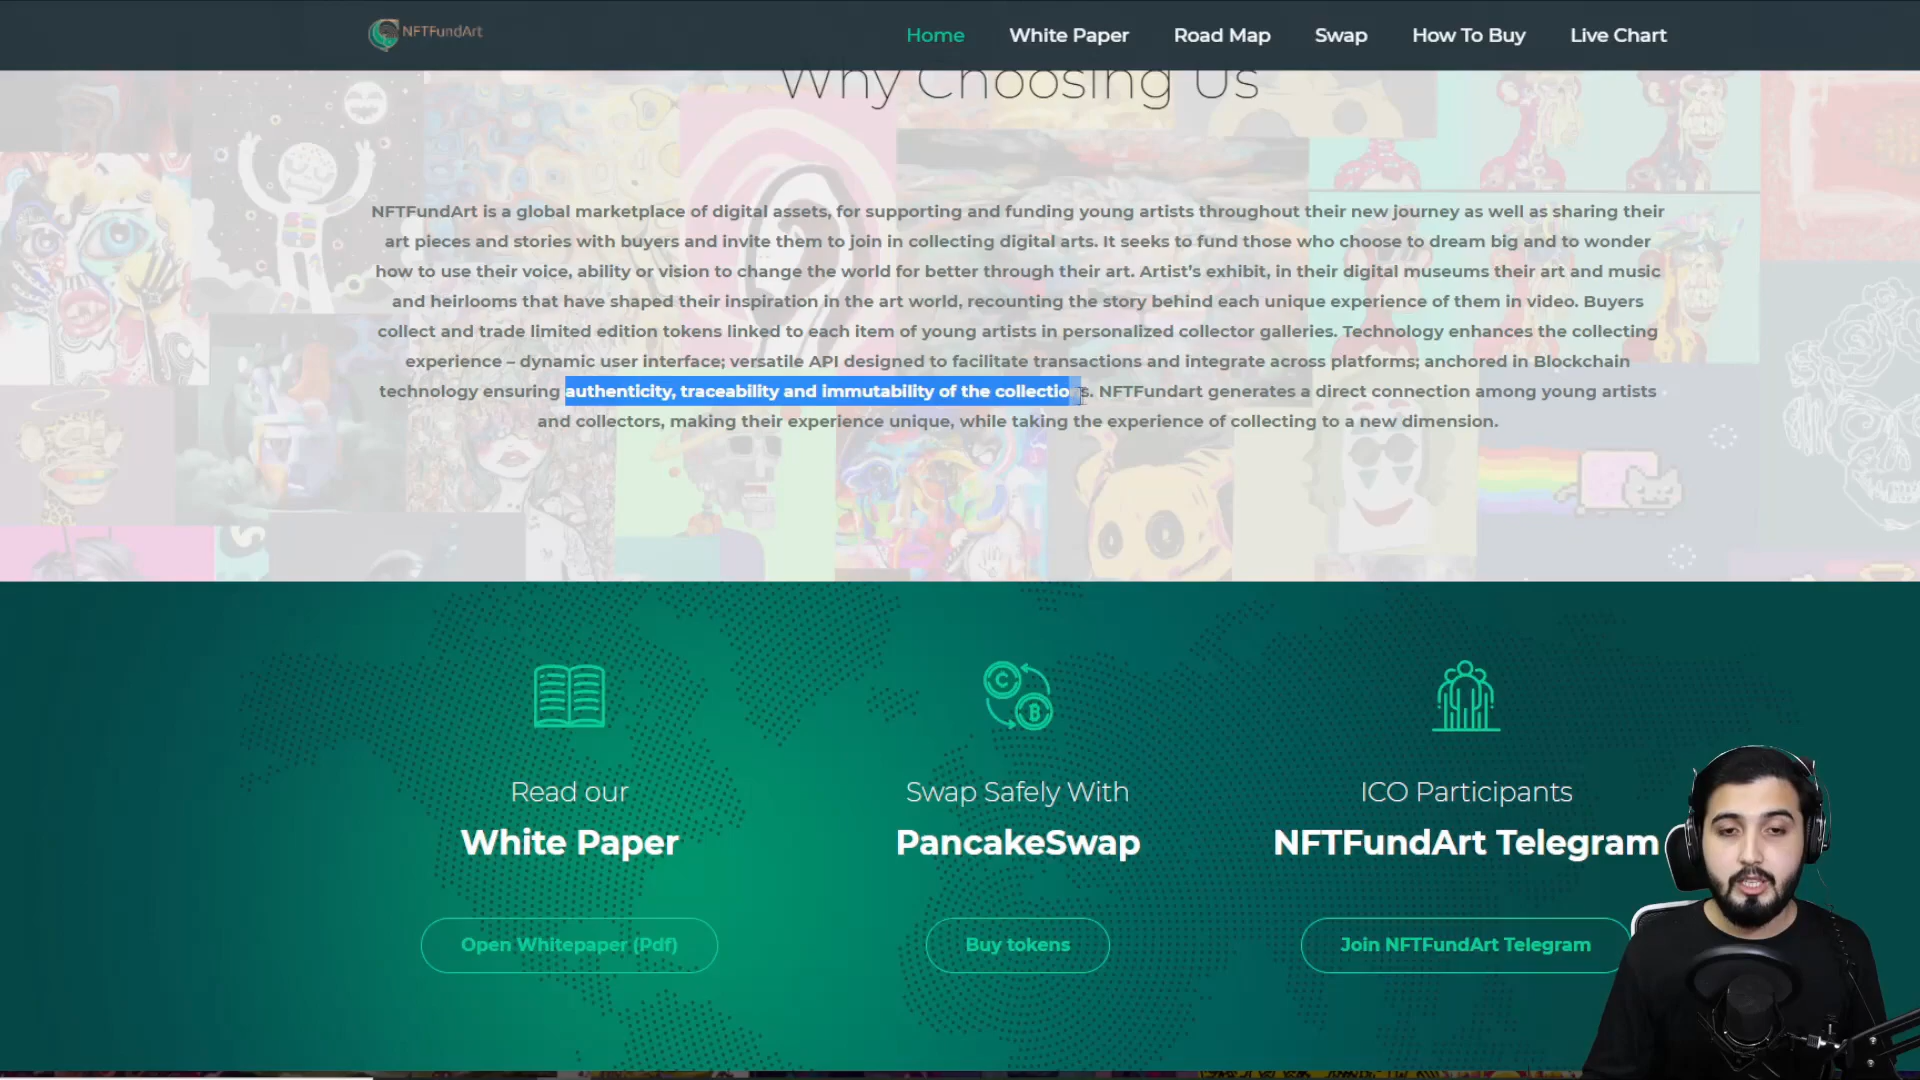 NFTFundArt
Home White Paper Road Map Swap How To Buy Live Chart
Why Choosing Us
NFTFundArt is a global marketplace of digital assets, for supporting and funding young artists throughout their new journey as well as sharing their
art pieces and stories with buyers and invite them to join in collecting digital arts. It seeks to fund those who choose to dream big and to wonder
how to use their voice, ability or vision to change the world for better through their art. Artist's exhibit, in their digital museums their art and music
and heirlooms that have shaped their inspiration in the art world, recounting the story behind each unique experience of them in video. Buyers
collect and trade limited edition tokens linked to each item of young artists in personalized collector galleries. Technology enhances the collecting
experience – dynamic user interface; versatile API designed to facilitate transactions and integrate across platforms; anchored in Blockchain
technology ensuring authenticity, traceability and immutability of the collections. NFTFundart generates a direct connection among young artists
and collectors, making their experience unique, while taking the experience of collecting to a new dimension.
Read our
White Paper
Open Whitepaper (Pdf)
Swap Safely With
PancakeSwap
Buy tokens
ICO Participants
NFTFundArt Telegram
Join NFTFundArt Telegram